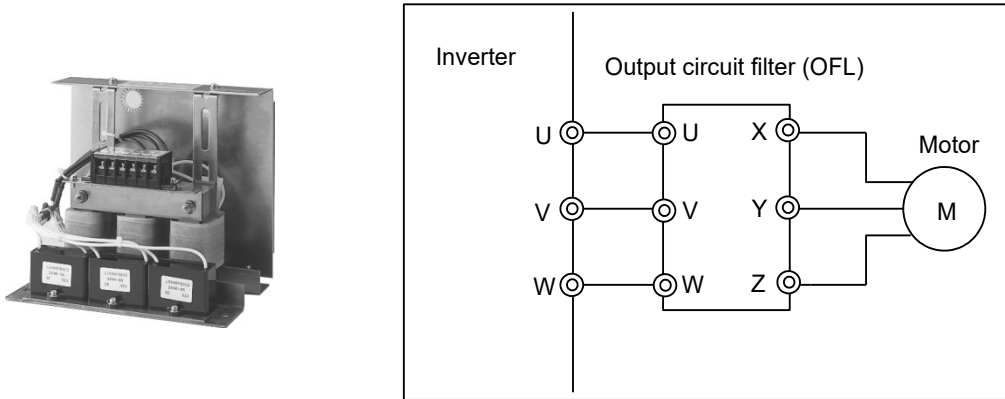 Inverter
Output circuit filter (OFL)
U U X
Motor
V V Y
M
W W Z